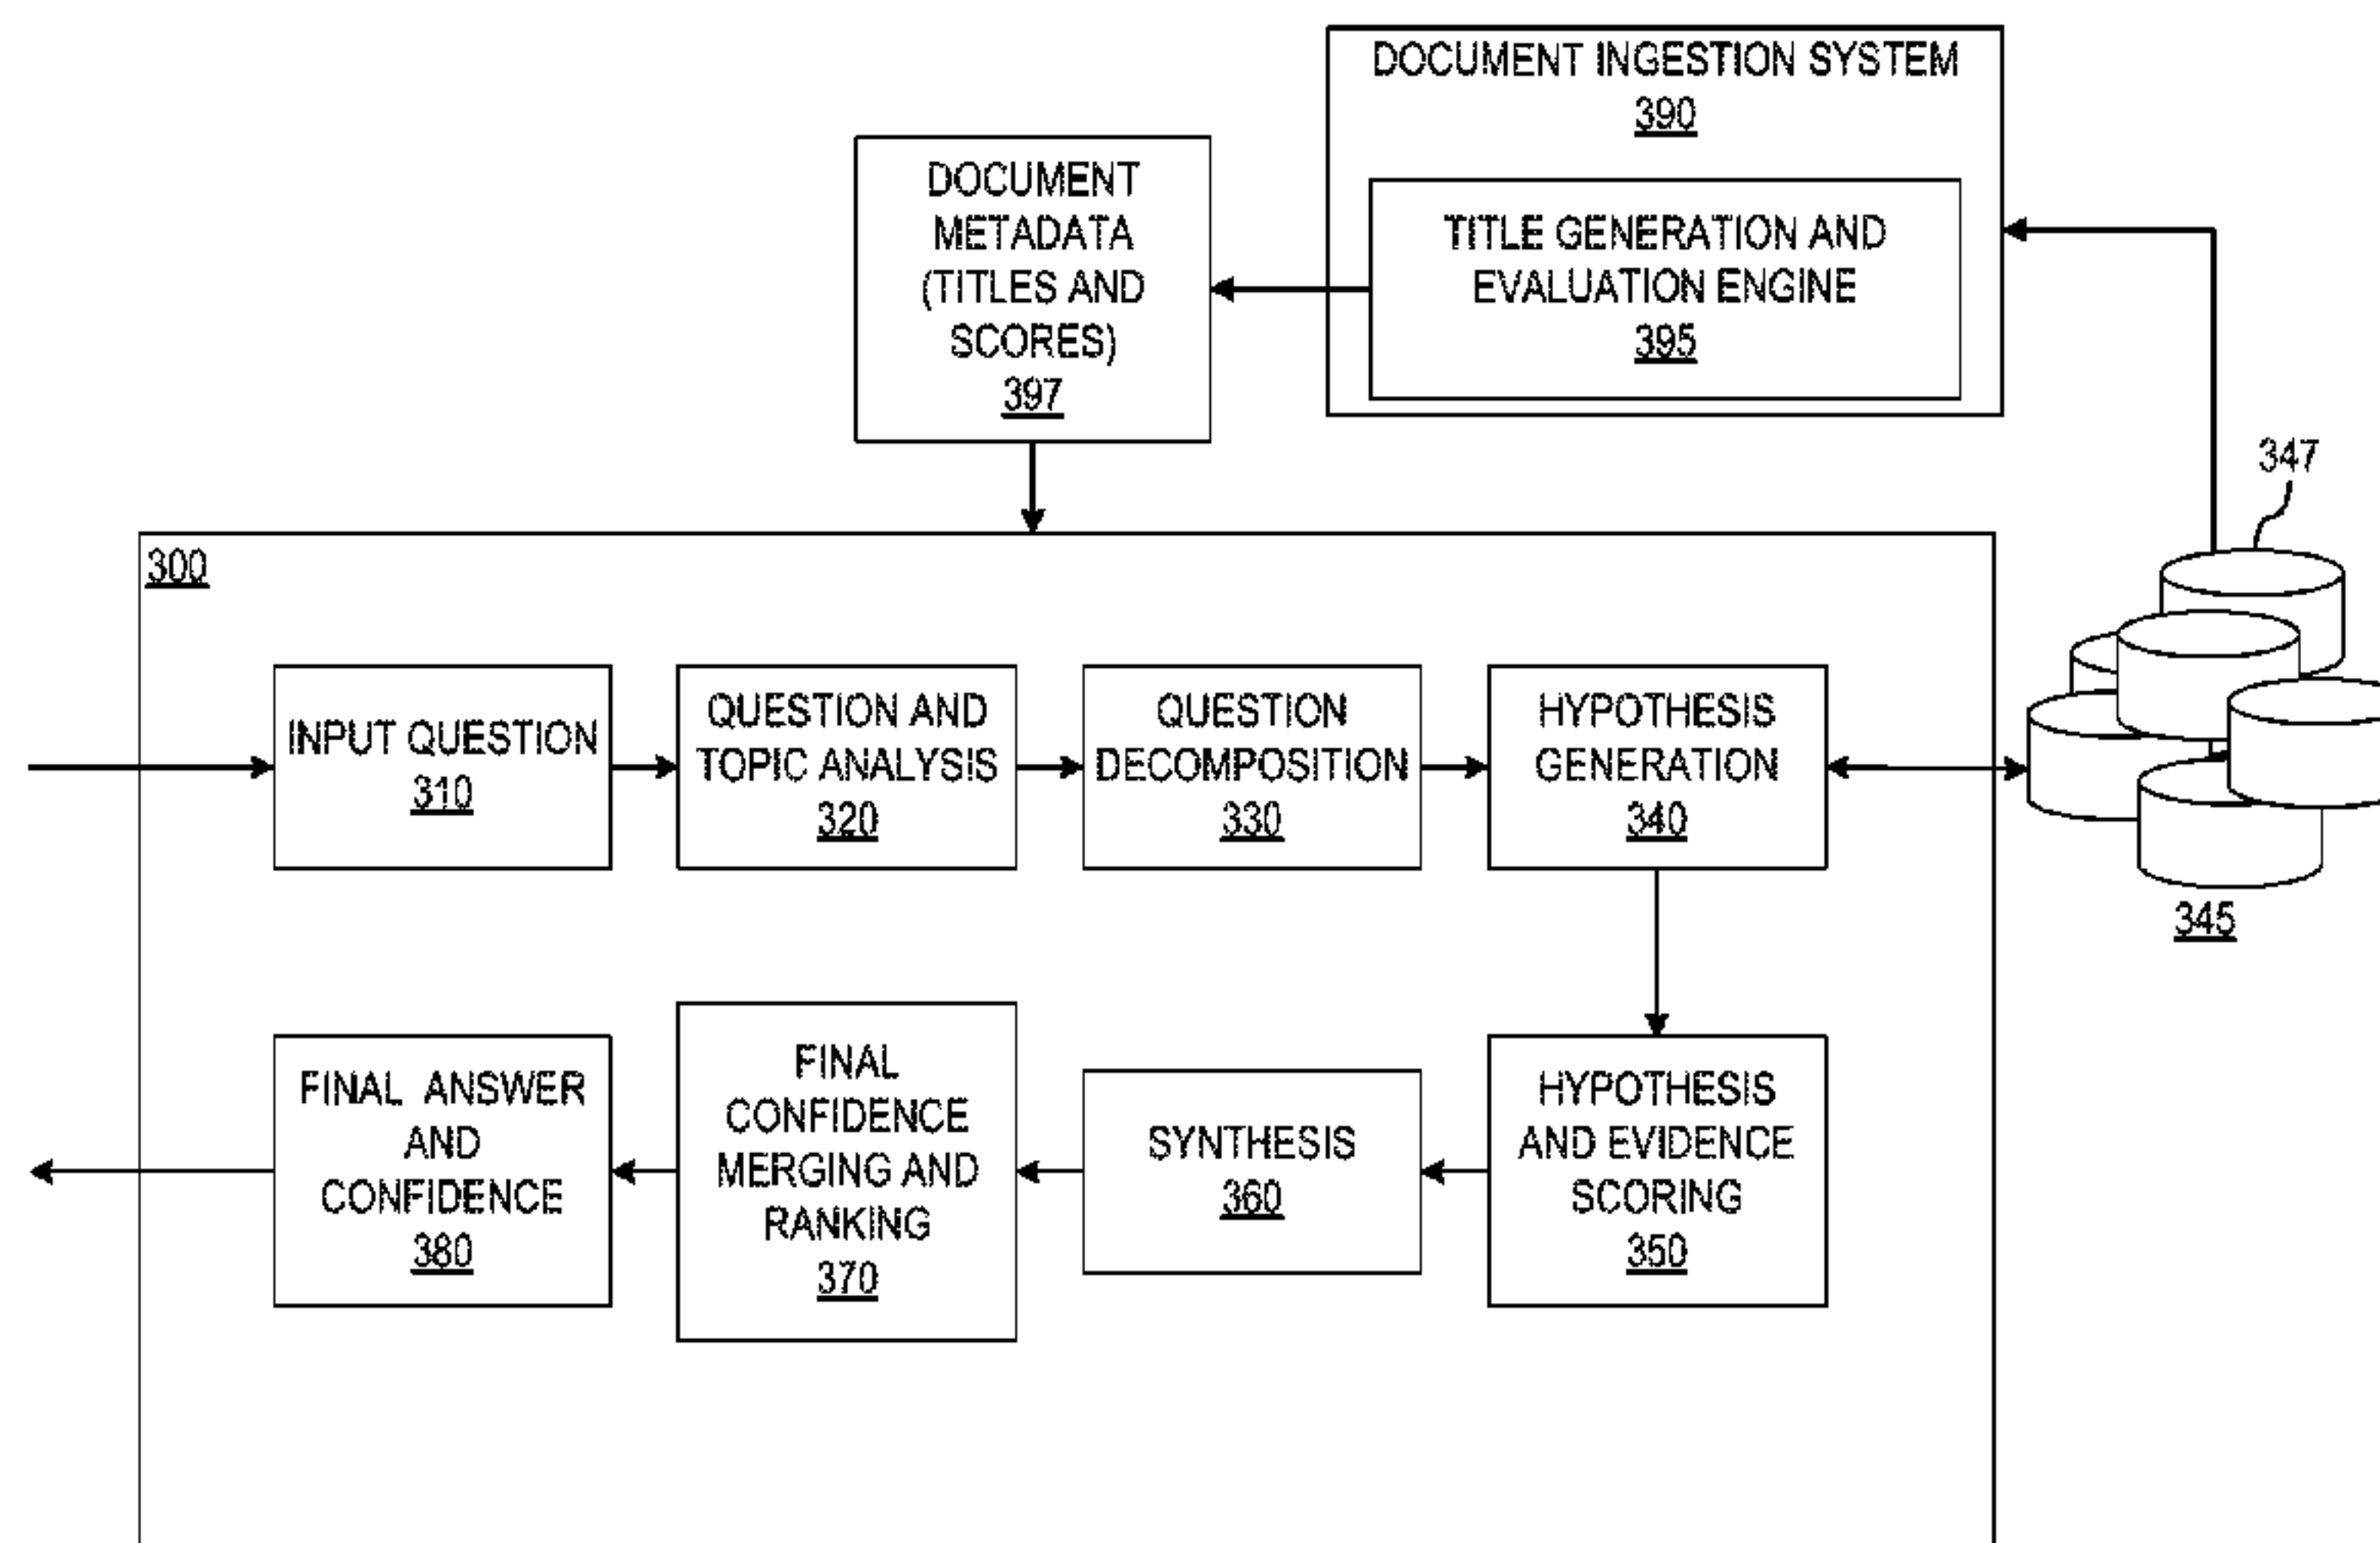 DOCUMENT INGESTION SYSTEM
390
TITLE GENERATION AND
EVALUATION ENGINE
395
DOCUMENT
METADATA
(TITLES AND
SCORES)
397
347
300
INPUT QUESTION
310
QUESTION AND
TOPIC ANALYSIS
320
QUESTION
DECOMPOSITION
330
HYPOTHESIS
GENERATION
340
345
FINAL ANSWER
AND
CONFIDENCE
380
FINAL
CONFIDENCE
MERGING AND
RANKING
370
SYNTHESIS
360
HYPOTHESIS
AND EVIDENCE
SCORING
350